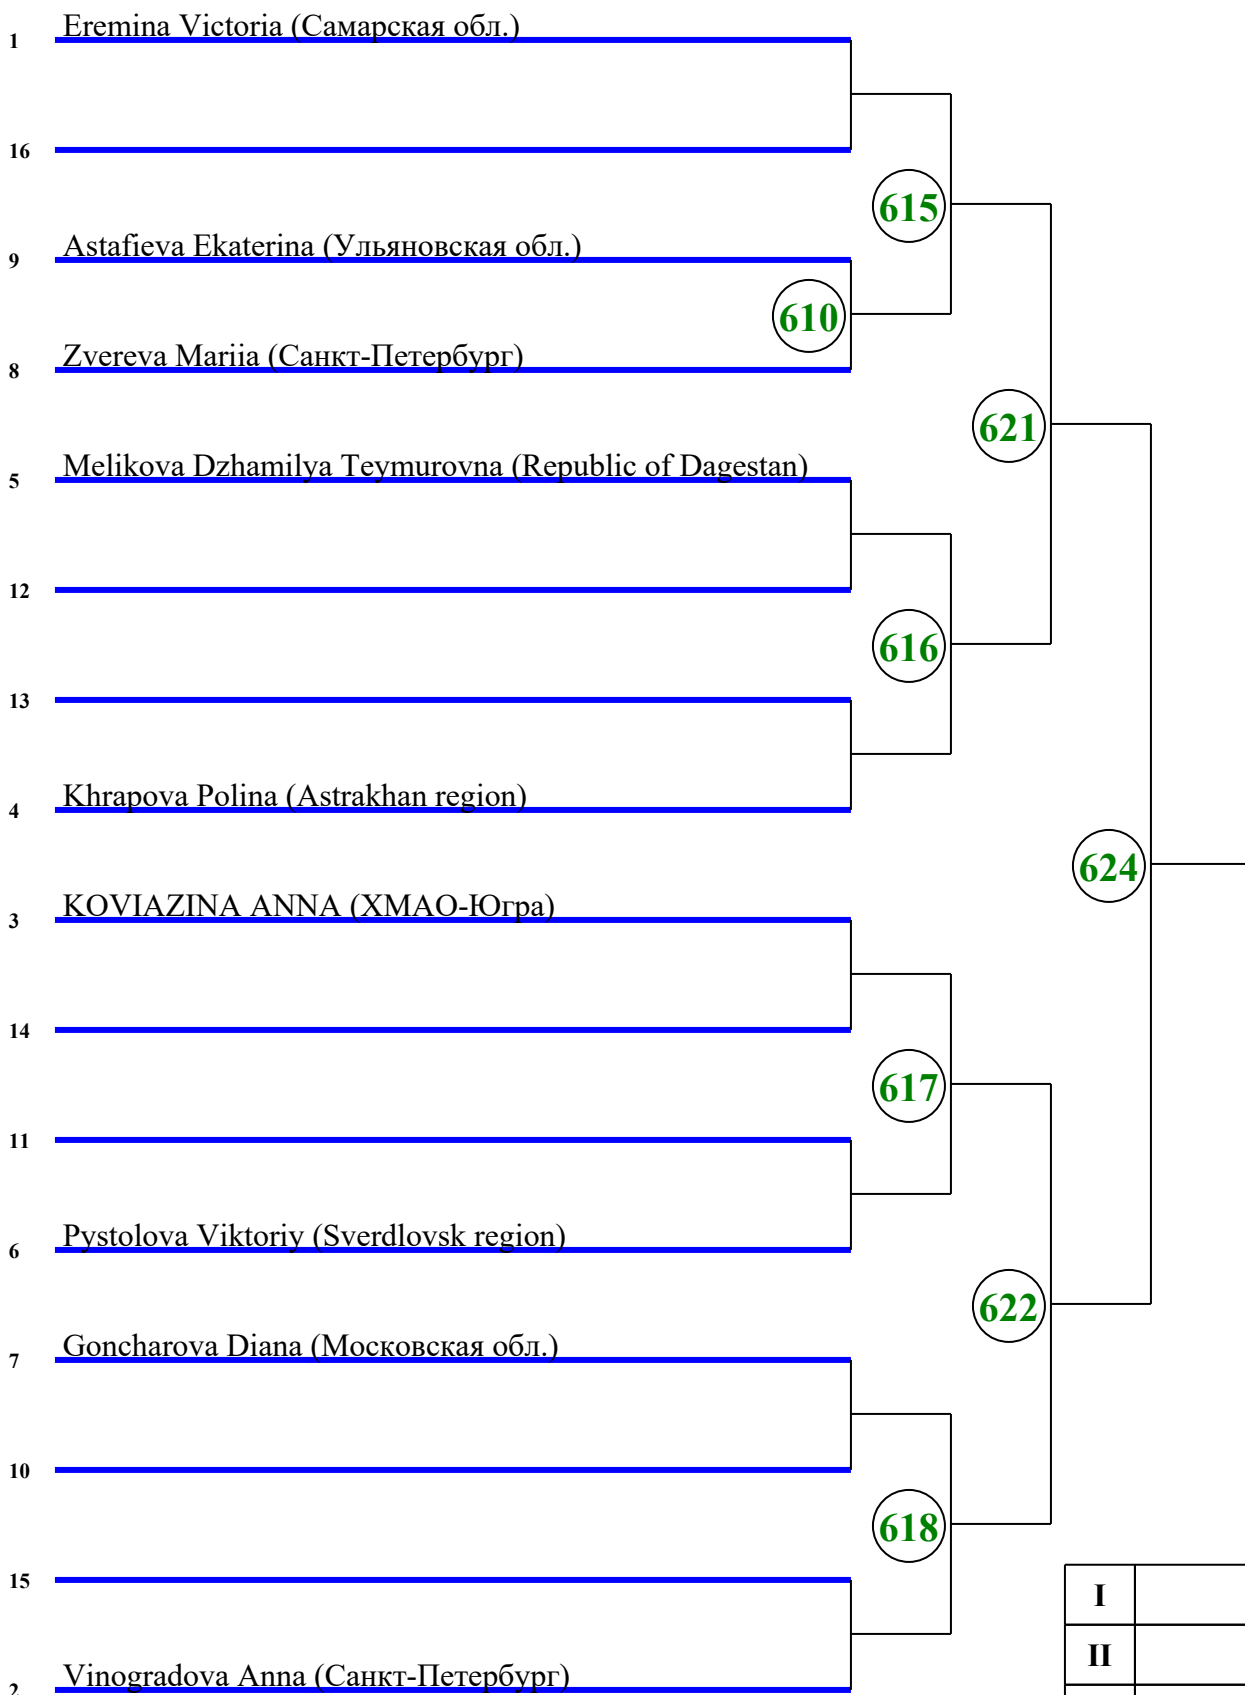 1 Eremina Victoria (Самарская обл.)
16
615
9 Astafieva Ekaterina (Ульяновская обл.)
610
8 Zvereva Mariia (Санкт-Петербург)
621
5 Melikova Dzhamilya Teymurovna (Republic of Dagestan)
12
616
13
4 Khrapova Polina (Astrakhan region)
624
3 KOVIAZINA ANNA (ХМАО-Югра)
14
617
11
6 Pystolova Viktoriy (Sverdlovsk region)
622
7 Goncharova Diana (Московская обл.)
10
618
15
I
II
2 Vinogradova Anna (Санкт-Петербург)